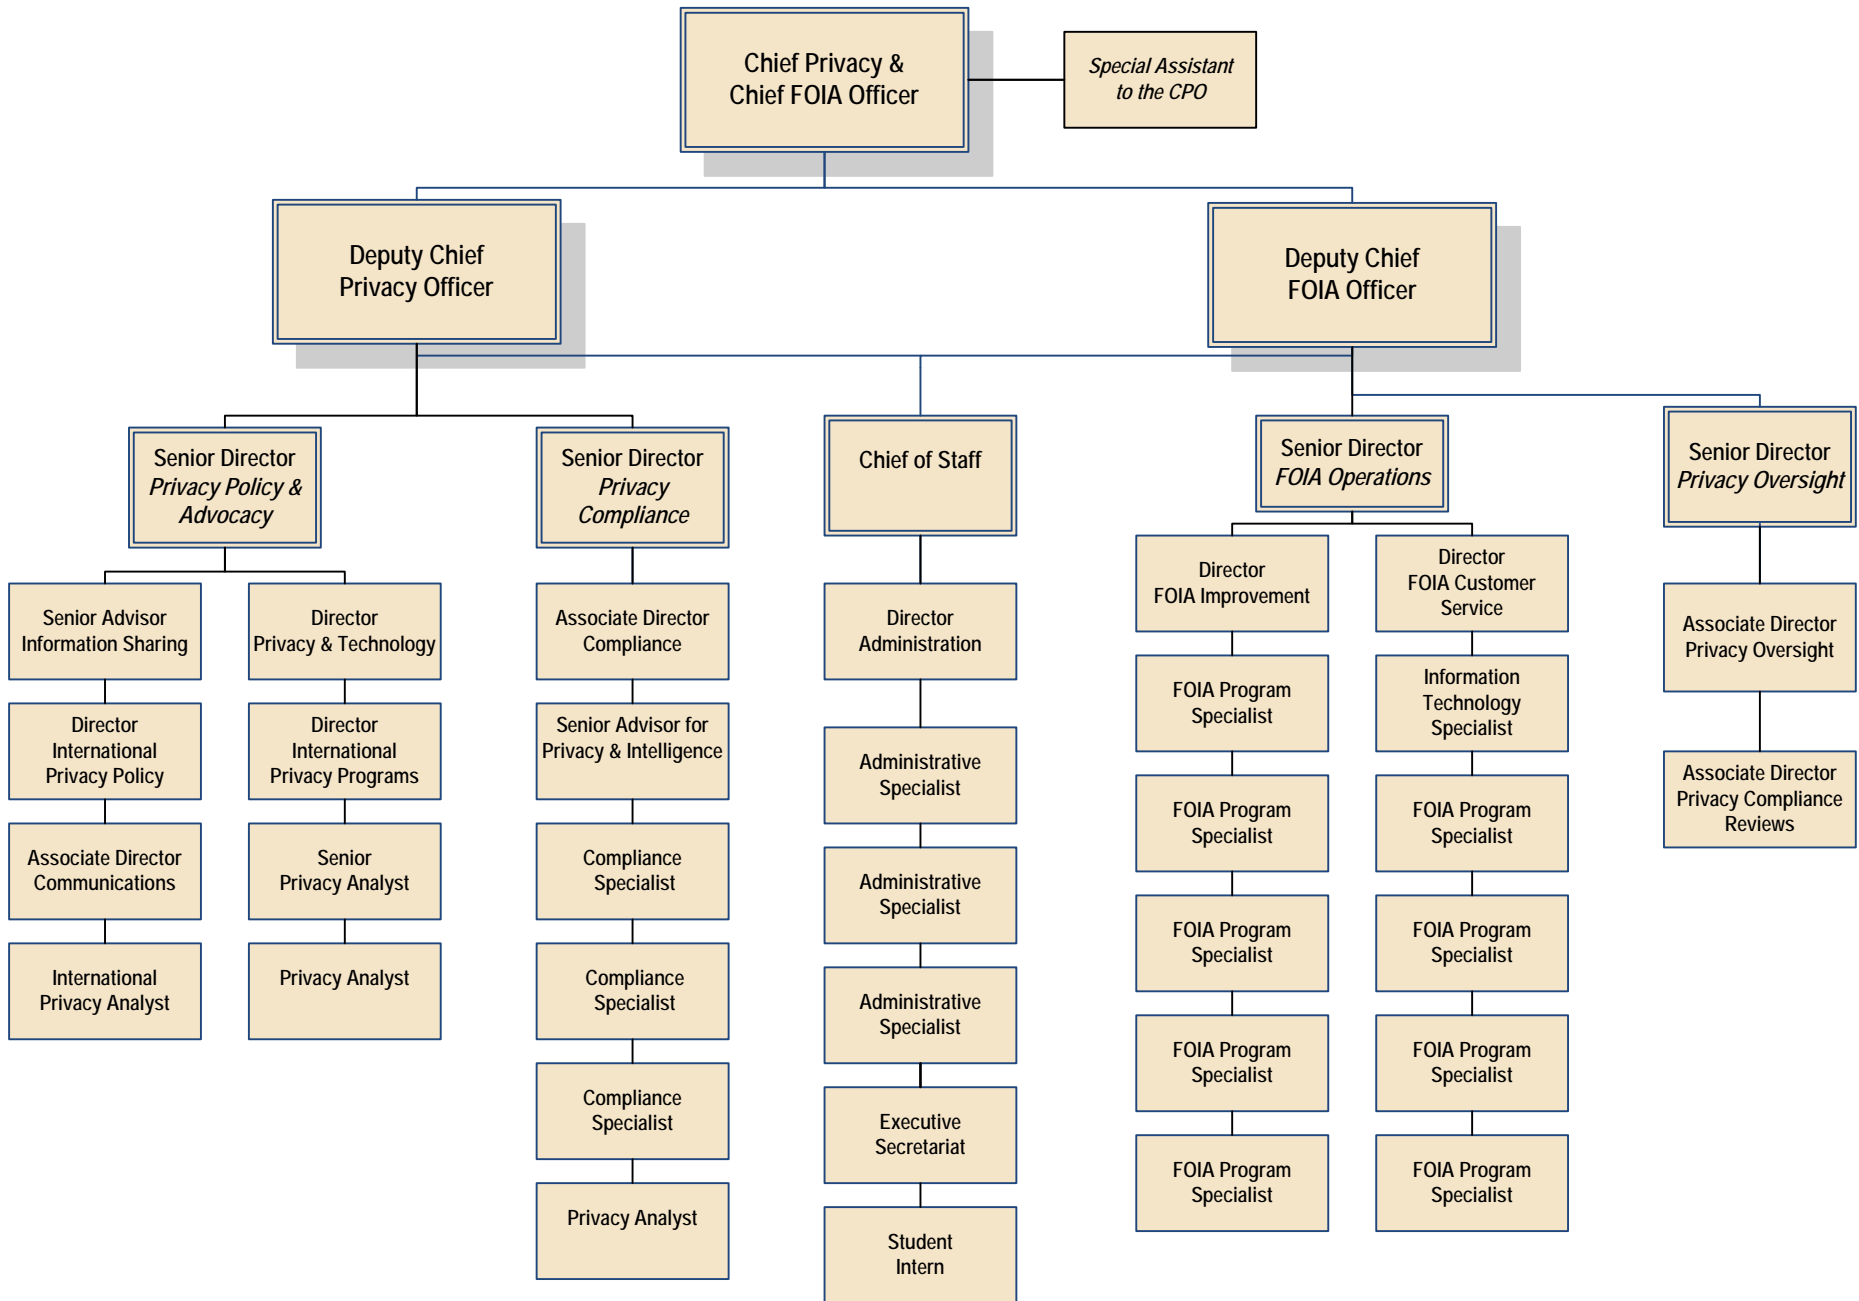 Chief Privacy &
Chief FOIA Officer
Special Assistant
to the CPO
Deputy Chief
Privacy Officer
Deputy Chief
FOIA Officer
Senior Director
Privacy Policy &
Advocacy
Senior Director
Privacy
Compliance
Chief of Staff
Senior Director
FOIA Operations
Senior Director
Privacy Oversight
Senior Advisor
Information Sharing
Director
International
Privacy Policy
Associate Director
Communications
International
Privacy Analyst
Director
Privacy & Technology
Director
International
Privacy Programs
Senior
Privacy Analyst
Privacy Analyst
Associate Director
Compliance
Senior Advisor for
Privacy & Intelligence
Compliance
Specialist
Compliance
Specialist
Compliance
Specialist
Privacy Analyst
Director
Administration
Administrative
Specialist
Administrative
Specialist
Administrative
Specialist
Executive
Secretariat
Student
Intern
Director
FOIA Improvement
FOIA Program
Specialist
FOIA Program
Specialist
FOIA Program
Specialist
FOIA Program
Specialist
FOIA Program
Specialist
Director
FOIA Customer
Service
Information
Technology
Specialist
FOIA Program
Specialist
FOIA Program
Specialist
FOIA Program
Specialist
FOIA Program
Specialist
Associate Director
Privacy Oversight
Associate Director
Privacy Compliance
Reviews